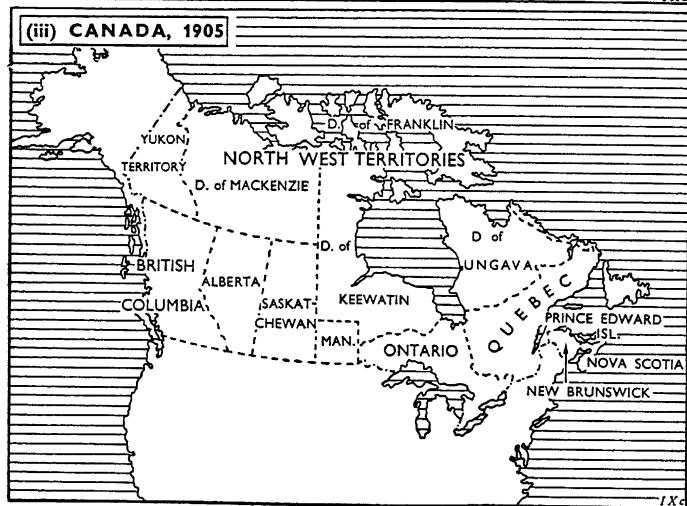 (iii) CANADA, 1905
D. of FRANKLIN
YUKON
TERRITORY
NORTH WEST TERRITORIES
D. of MACKENZIE
D. of
KEEWATIN
D of
UNGAVA
BRITISH
COLUMBIA
ALBERTA
SASKAT-
CHEWAN
MAN.
ONTARIO
QUEBEC
PRINCE EDWARD
ISL.
NOVA SCOTIA
NEW BRUNSWICK
IXc